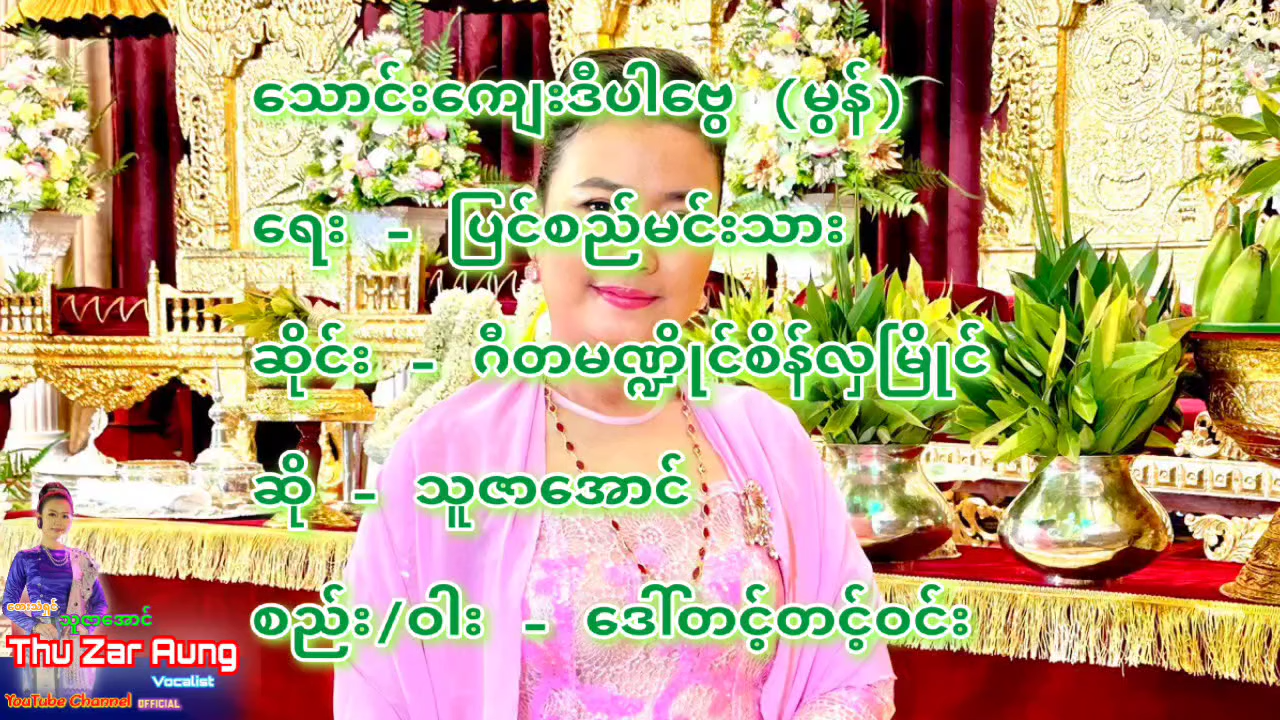 သောင်းကျေးဒီပါဗွေ (မွန်)
ရေး - ပြင်စည်မင်းသား
ဆိုင်း - ဂီတမဏ္ဍိုင်စိန်လှမြိုင်
ဆို - သူဇာအောင်
စည်း/ဝါး - ဒေါ်တင့်တင့်ဝင်း
တေးသံရှင်
သူဇာအောင်
Thu Zar Aung
Vocalist
YouTube Channel OFFICIAL